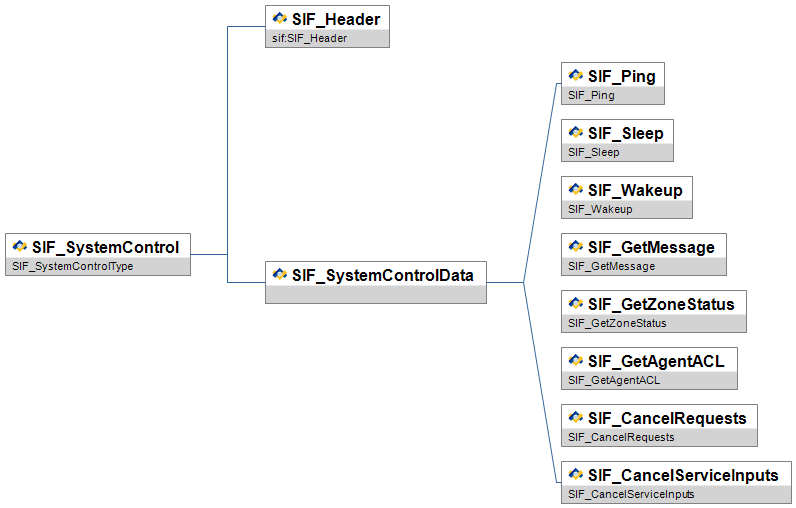 SIF_Header
sif:SIF_Header
SIF_Ping
SIF_Ping
SIF_Sleep
SIF_Sleep
SIF_Wakeup
SIF_Wakeup
SIF_SystemControl
SIF_SystemControlType
SIF_GetMessage
SIF_GetMessage
SIF_SystemControlData
SIF_GetZoneStatus
SIF_GetZoneStatus
SIF_GetAgentACL
SIF_GetAgentACL
SIF_CancelRequests
SIF_CancelRequests
SIF_CancelServiceInputs
SIF_CancelServiceInputs